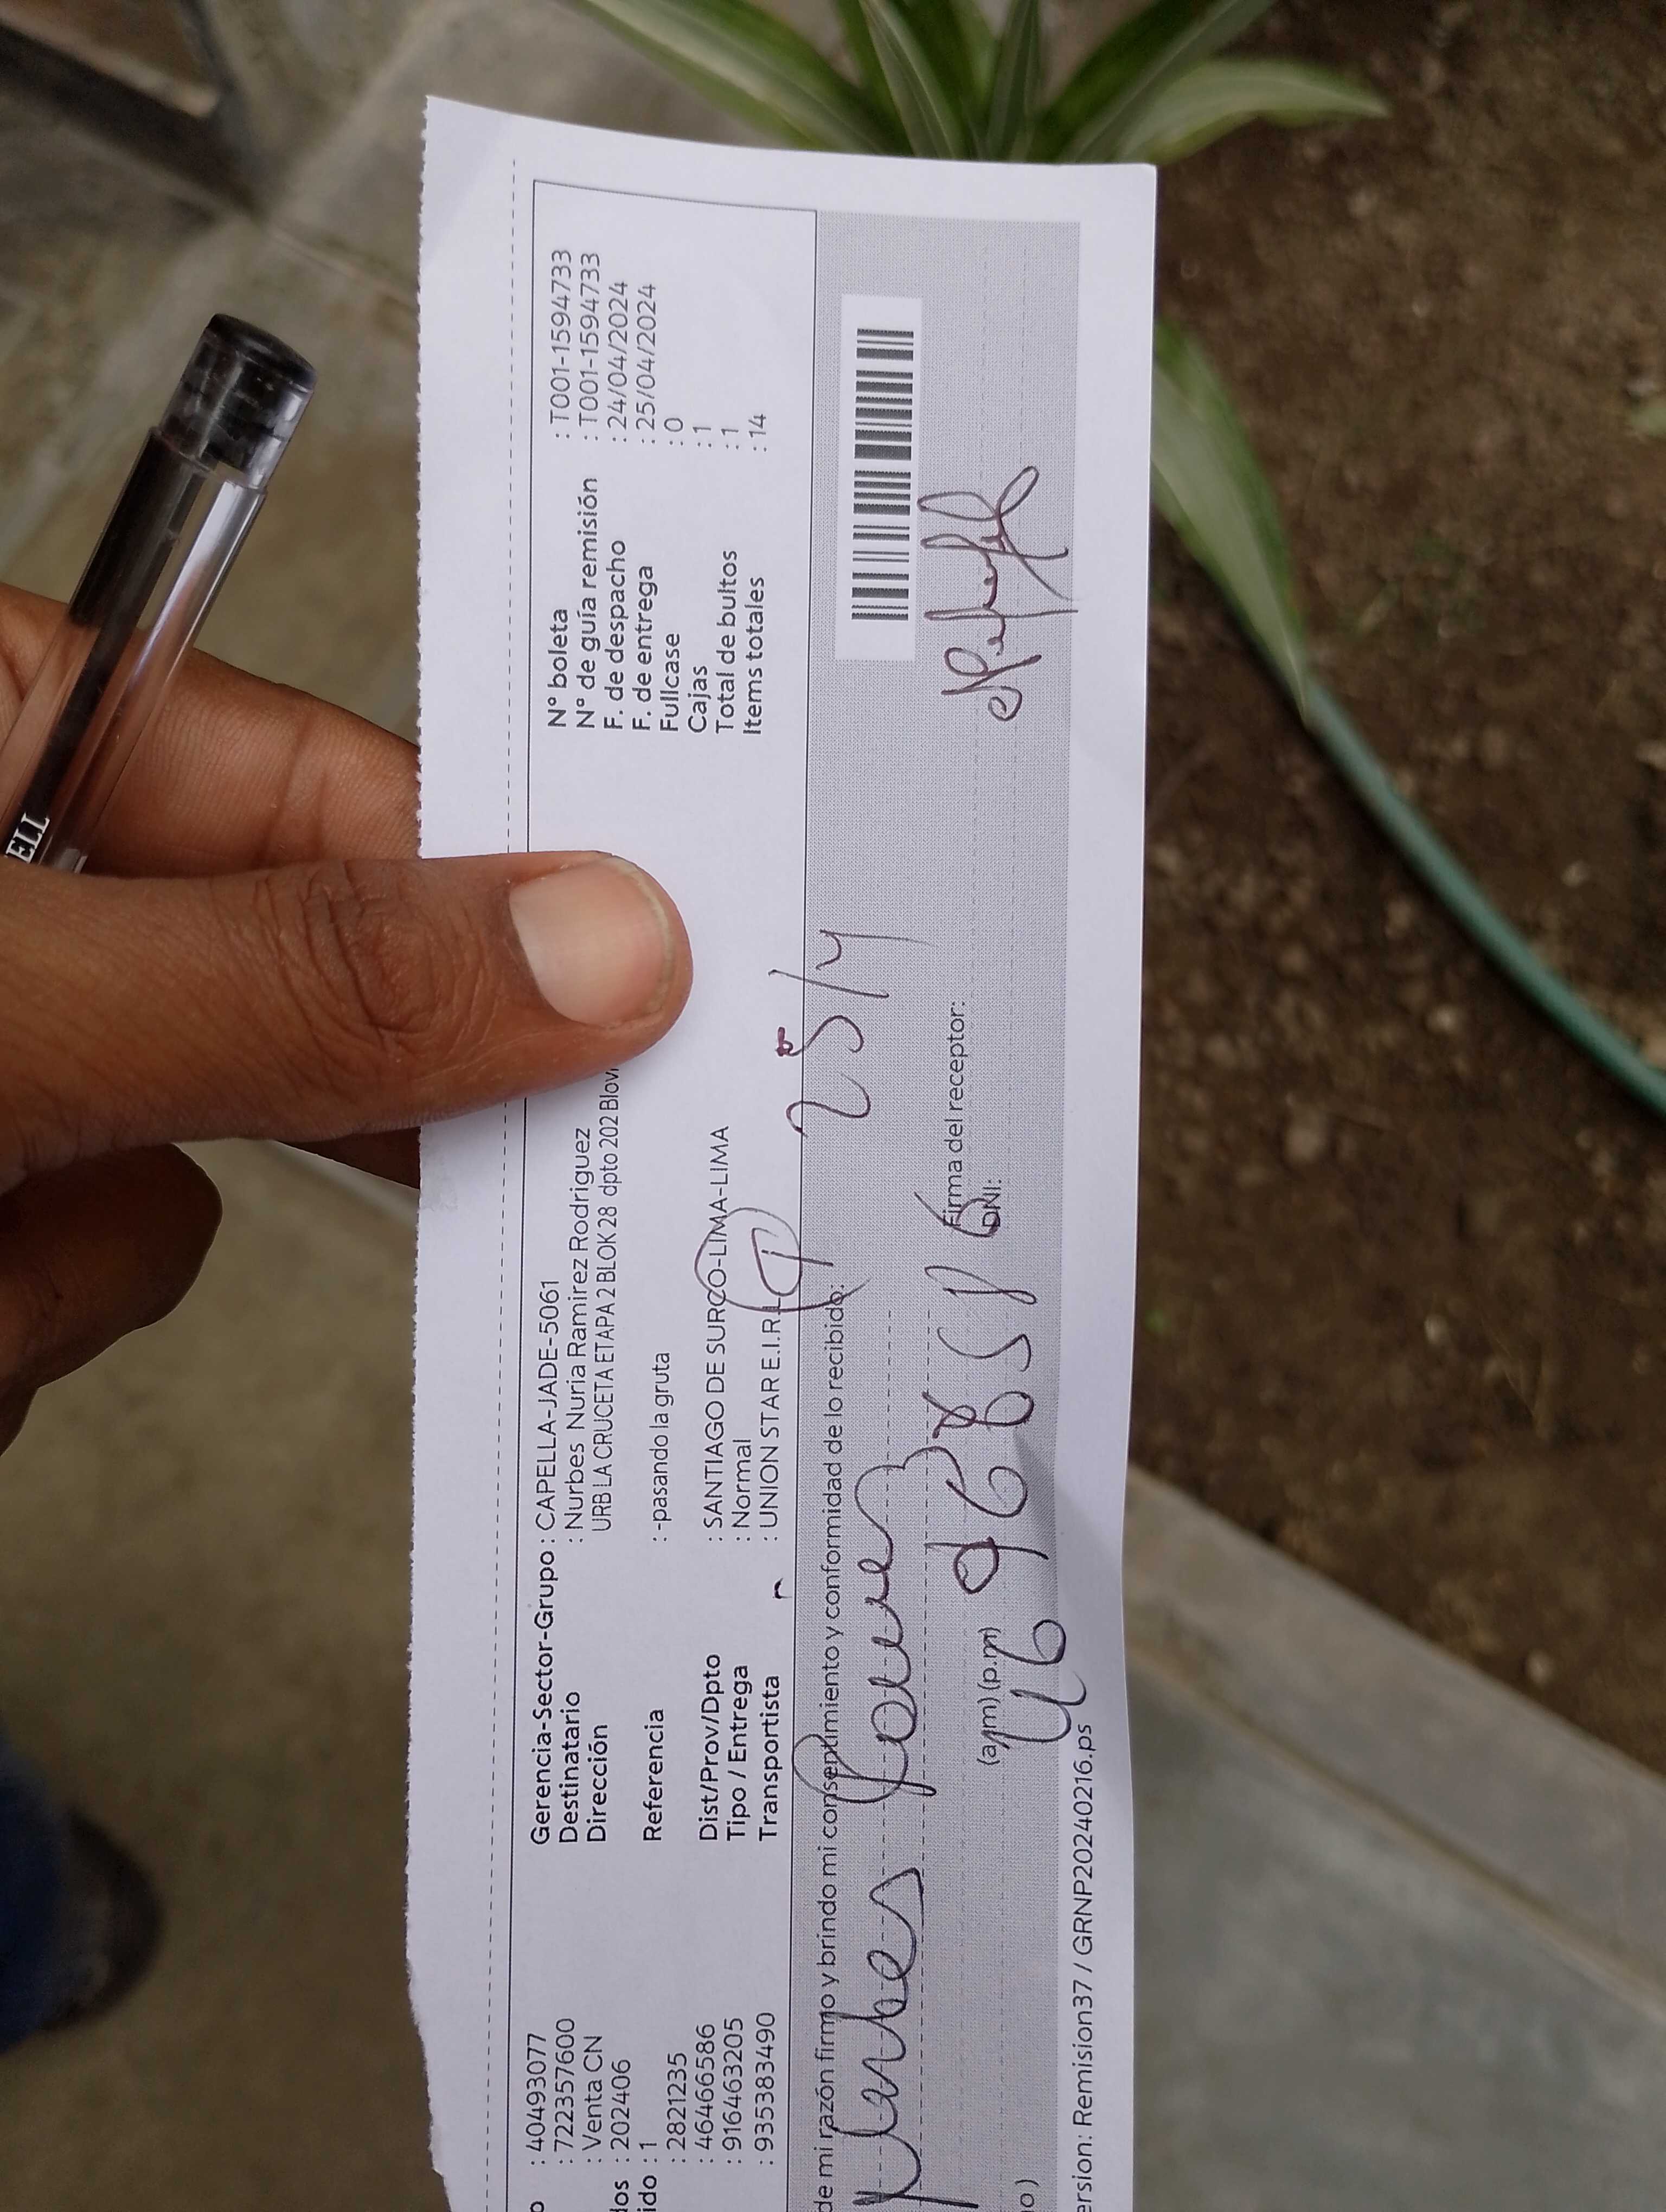 o : 40493077
: 722357600
: Venta CN
dos : 202406
ido : 1
: 2821235
: 46466586
: 916463205
: 935383490
Gerencia-Sector-Grupo : CAPELLA-JADE-5061
Destinatario : Nurbes Nuria Ramirez Rodriguez
Dirección URB LA CRUCETA ETAPA 2 BLOK 28 dpto 202 Blov
Referencia : -pasando la gruta
Dist/Prov/Dpto : SANTIAGO DE SURCO-LIMA-LIMA
Tipo / Entrega : Normal
Transportista : UNION STAR E.I.R.
N° boleta : T001-1594733
N° de guía remisión : T001-1594733
F. de despacho : 24/04/2024
F. de entrega : 25/04/2024
Fullcase : 0
Cajas : 1
Total de bultos : 1
Items totales : 14
25/4
de mi razón firmo y brindo mi consentimiento y conformidad de lo recibido:
Nurbes
Firma del receptor:
(a.m) (p.m)
DNI:
o)
ersion: Remision37 / GRNP20240216.ps
ELL